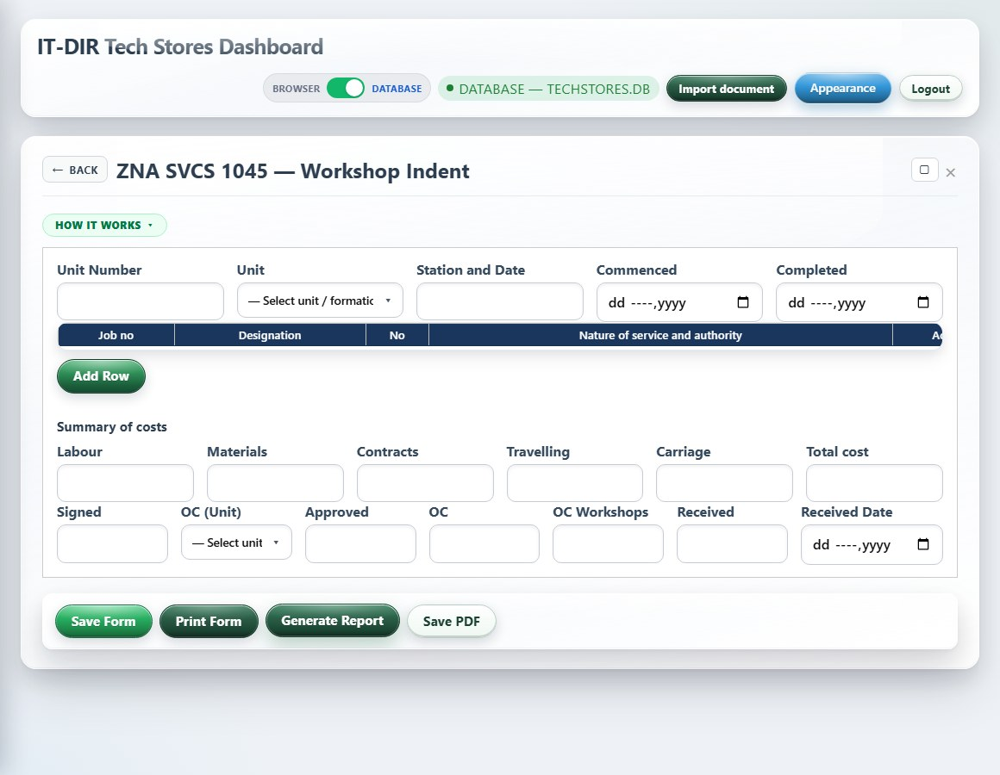 IT-DIR Tech Stores Dashboard
BROWSER DATABASE DATABASE — TECHSTORES.DB Import document Appearance Logout
← BACK ZNA SVCS 1045 — Workshop Indent
HOW IT WORKS
Unit Number Unit Station and Date Commenced Completed
— Select unit / formatic dd ----,yyyy dd ----,yyyy
Job no Designation No Nature of service and authority
Add Row
Summary of costs
Labour Materials Contracts Travelling Carriage Total cost
Signed OC (Unit) Approved OC OC Workshops Received Received Date
— Select unit dd ----,yyyy
Save Form Print Form Generate Report Save PDF